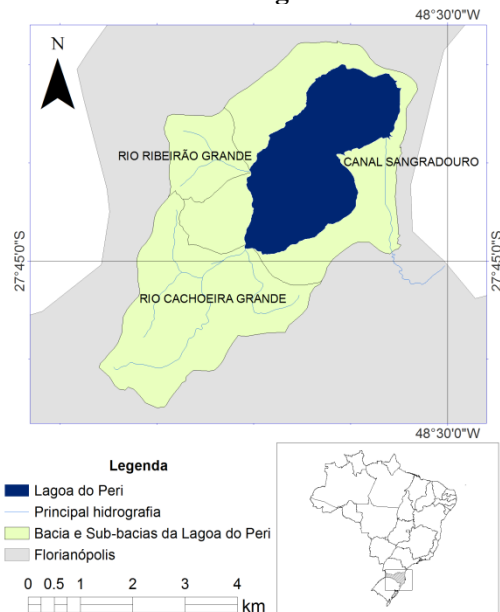 48°30'0"W
N
RIO RIBEIRÃO GRANDE
CANAL SANGRADOURO
27°45'0"S
27°45'0"S
RIO CACHOEIRA GRANDE
48°30'0"W
Legenda
Lagoa do Peri
Principal hidrografia
Bacia e Sub-bacias da Lagoa do Peri
Florianópolis
0 0.5 1 2 3 4
km